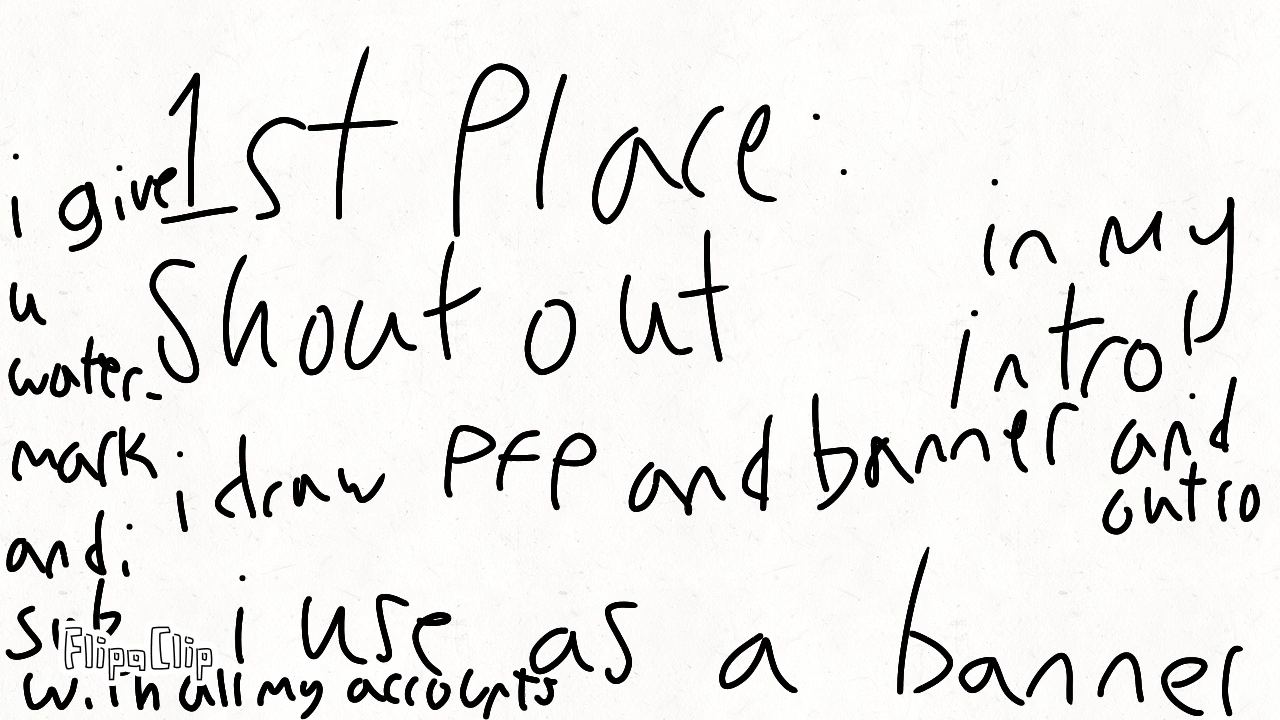 1st Place:
Shout out
i draw PFP and banner and outro
i use as a banner
in my
intro
i give
u
water-
mark
and i
sub
w. in all my accounts
FlipaClip